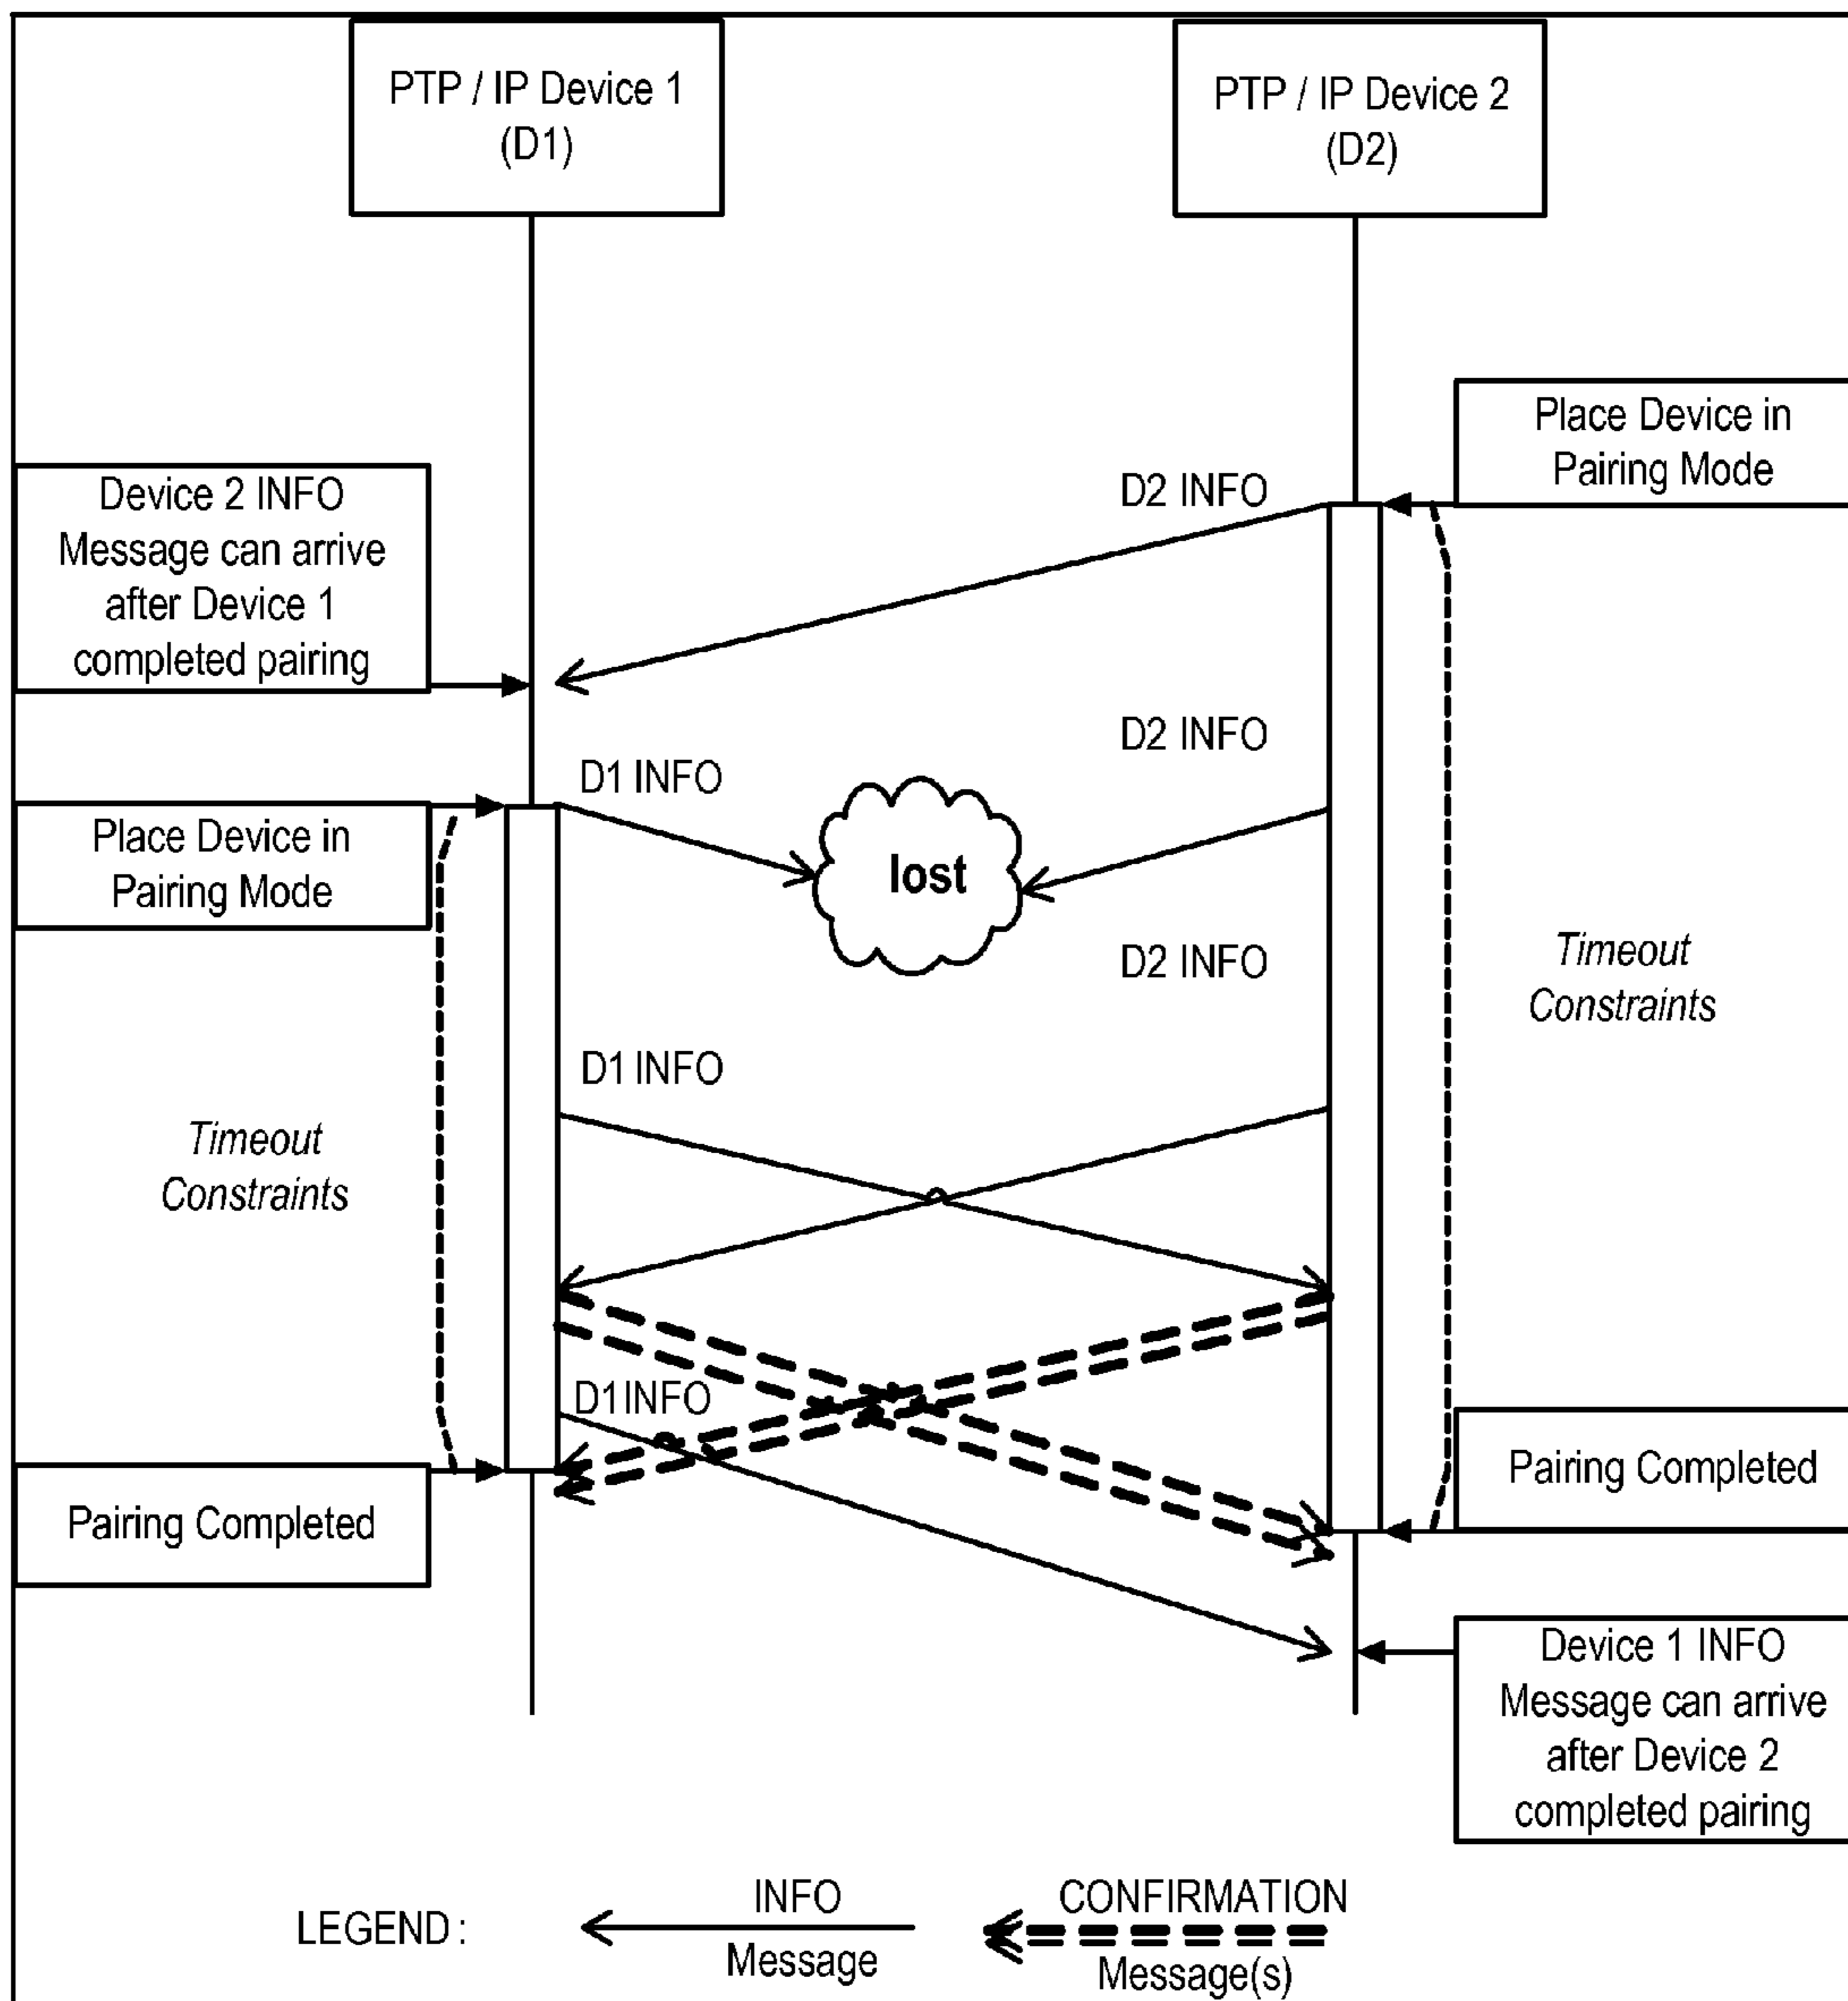 PTP / IP Device 1
(D1)
PTP / IP Device 2
(D2)
Place Device in
Pairing Mode
Device 2 INFO
Message can arrive
after Device 1
completed pairing
D2 INFO
D2 INFO
D1 INFO
Place Device in
Pairing Mode
lost
D2 INFO
Timeout
Constraints
D1 INFO
Timeout
Constraints
D1INFO
Pairing Completed
Pairing Completed
Device 1 INFO
Message can arrive
after Device 2
completed pairing
LEGEND :
INFO
Message
CONFIRMATION
Message(s)